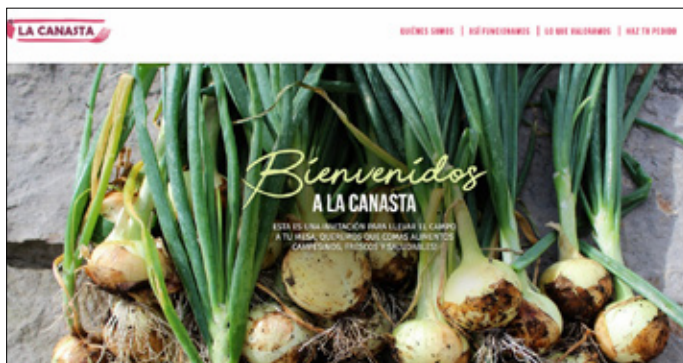 LA CANASTA
QUIÉNES SOMOS | ASÍ FUNCIONAMOS | LO QUE VALORAMOS | HAZ TU PEDIDO
Bienvenidos
A LA CANASTA
ESTA ES UNA INVITACIÓN PARA LLEVAR EL CAMPO
A TU MESA, QUEREMOS QUE COMAS ALIMENTOS
CAMPESINOS, FRESCOS Y SALUDABLES!